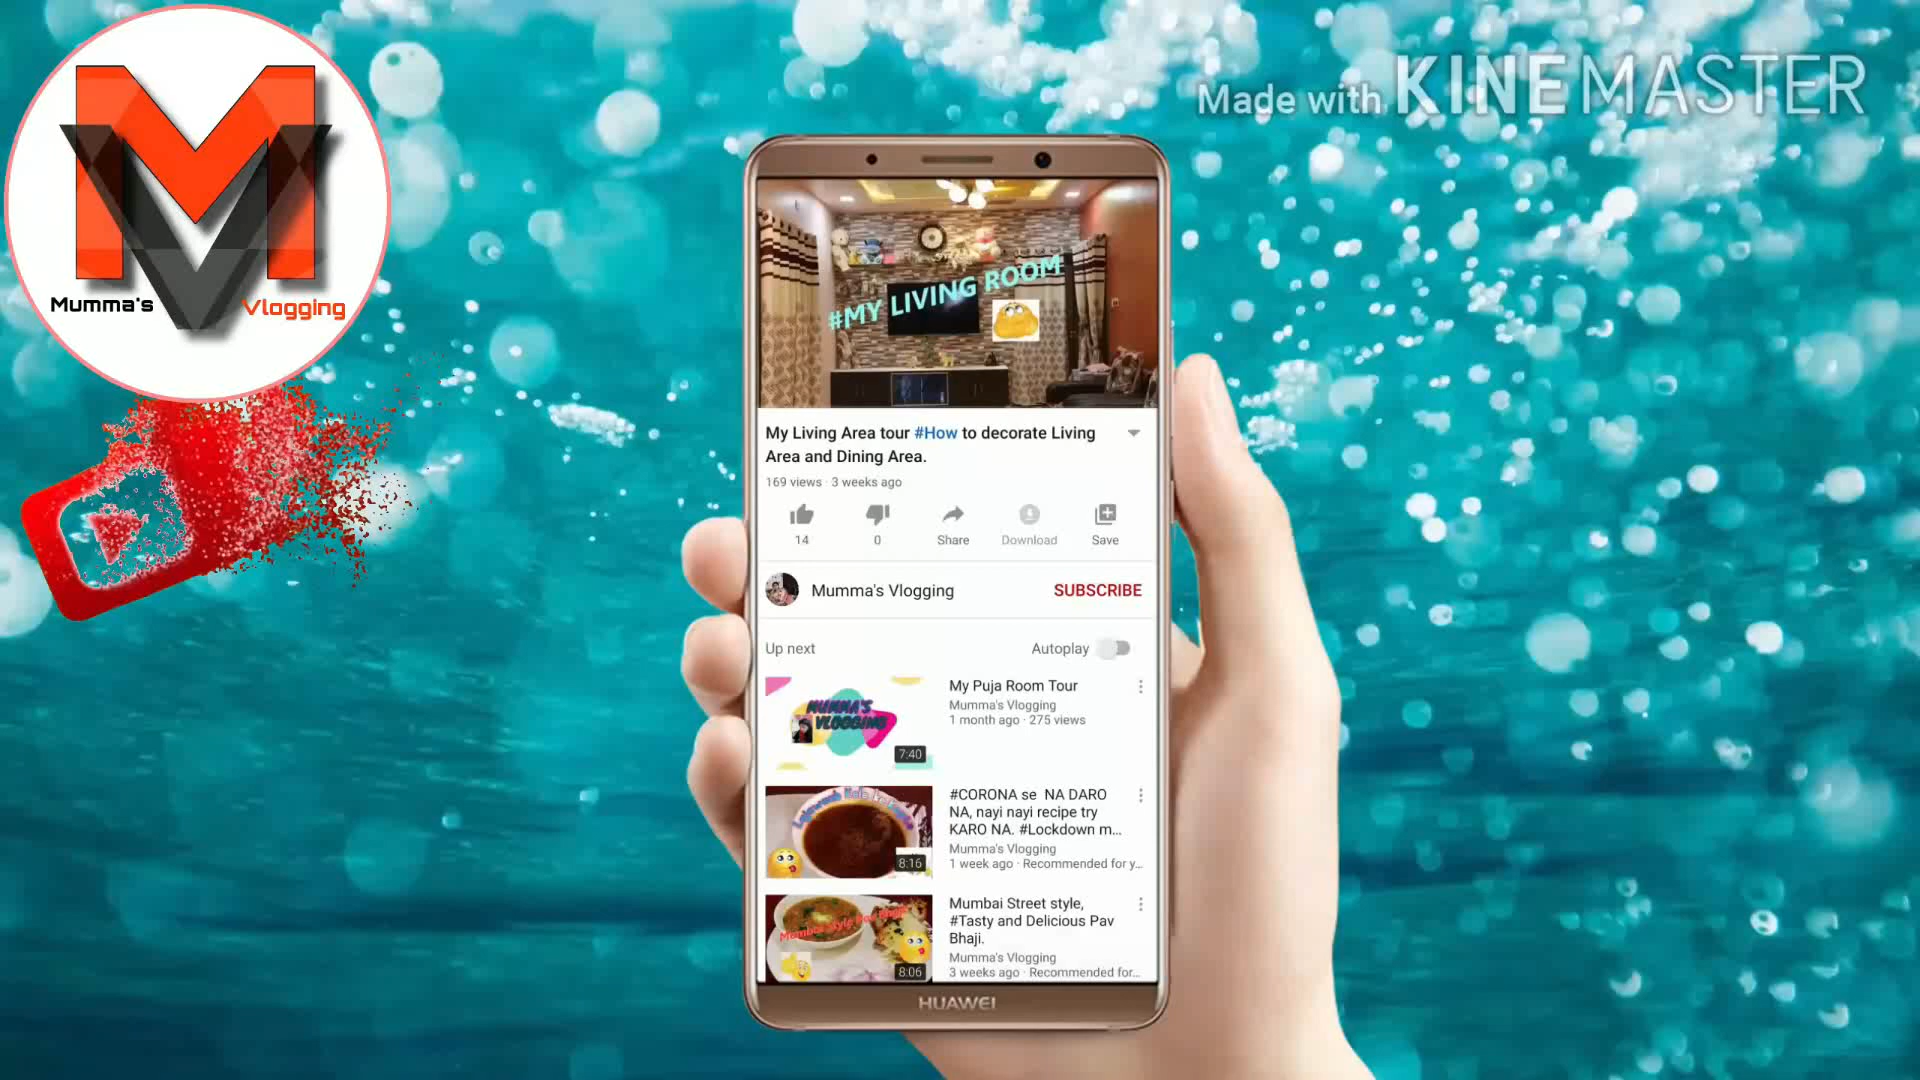 Made with KINEMASTER
Mumma's Vlogging
#MY LIVING ROOM
My Living Area tour #How to decorate Living
Area and Dining Area.
169 views · 3 weeks ago
14
0
Share
Download
Save
Mumma's Vlogging
SUBSCRIBE
Up next
Autoplay
MUMMA'S
VLOGGING
7:40
My Puja Room Tour
Mumma's Vlogging
1 month ago · 275 views
8:16
#CORONA se NA DARO
NA, nayi nayi recipe try
KARO NA. #Lockdown m...
Mumma's Vlogging
1 week ago · Recommended for y...
8:06
Mumbai Street style,
#Tasty and Delicious Pav
Bhaji.
Mumma's Vlogging
3 weeks ago · Recommended for...
HUAWEI